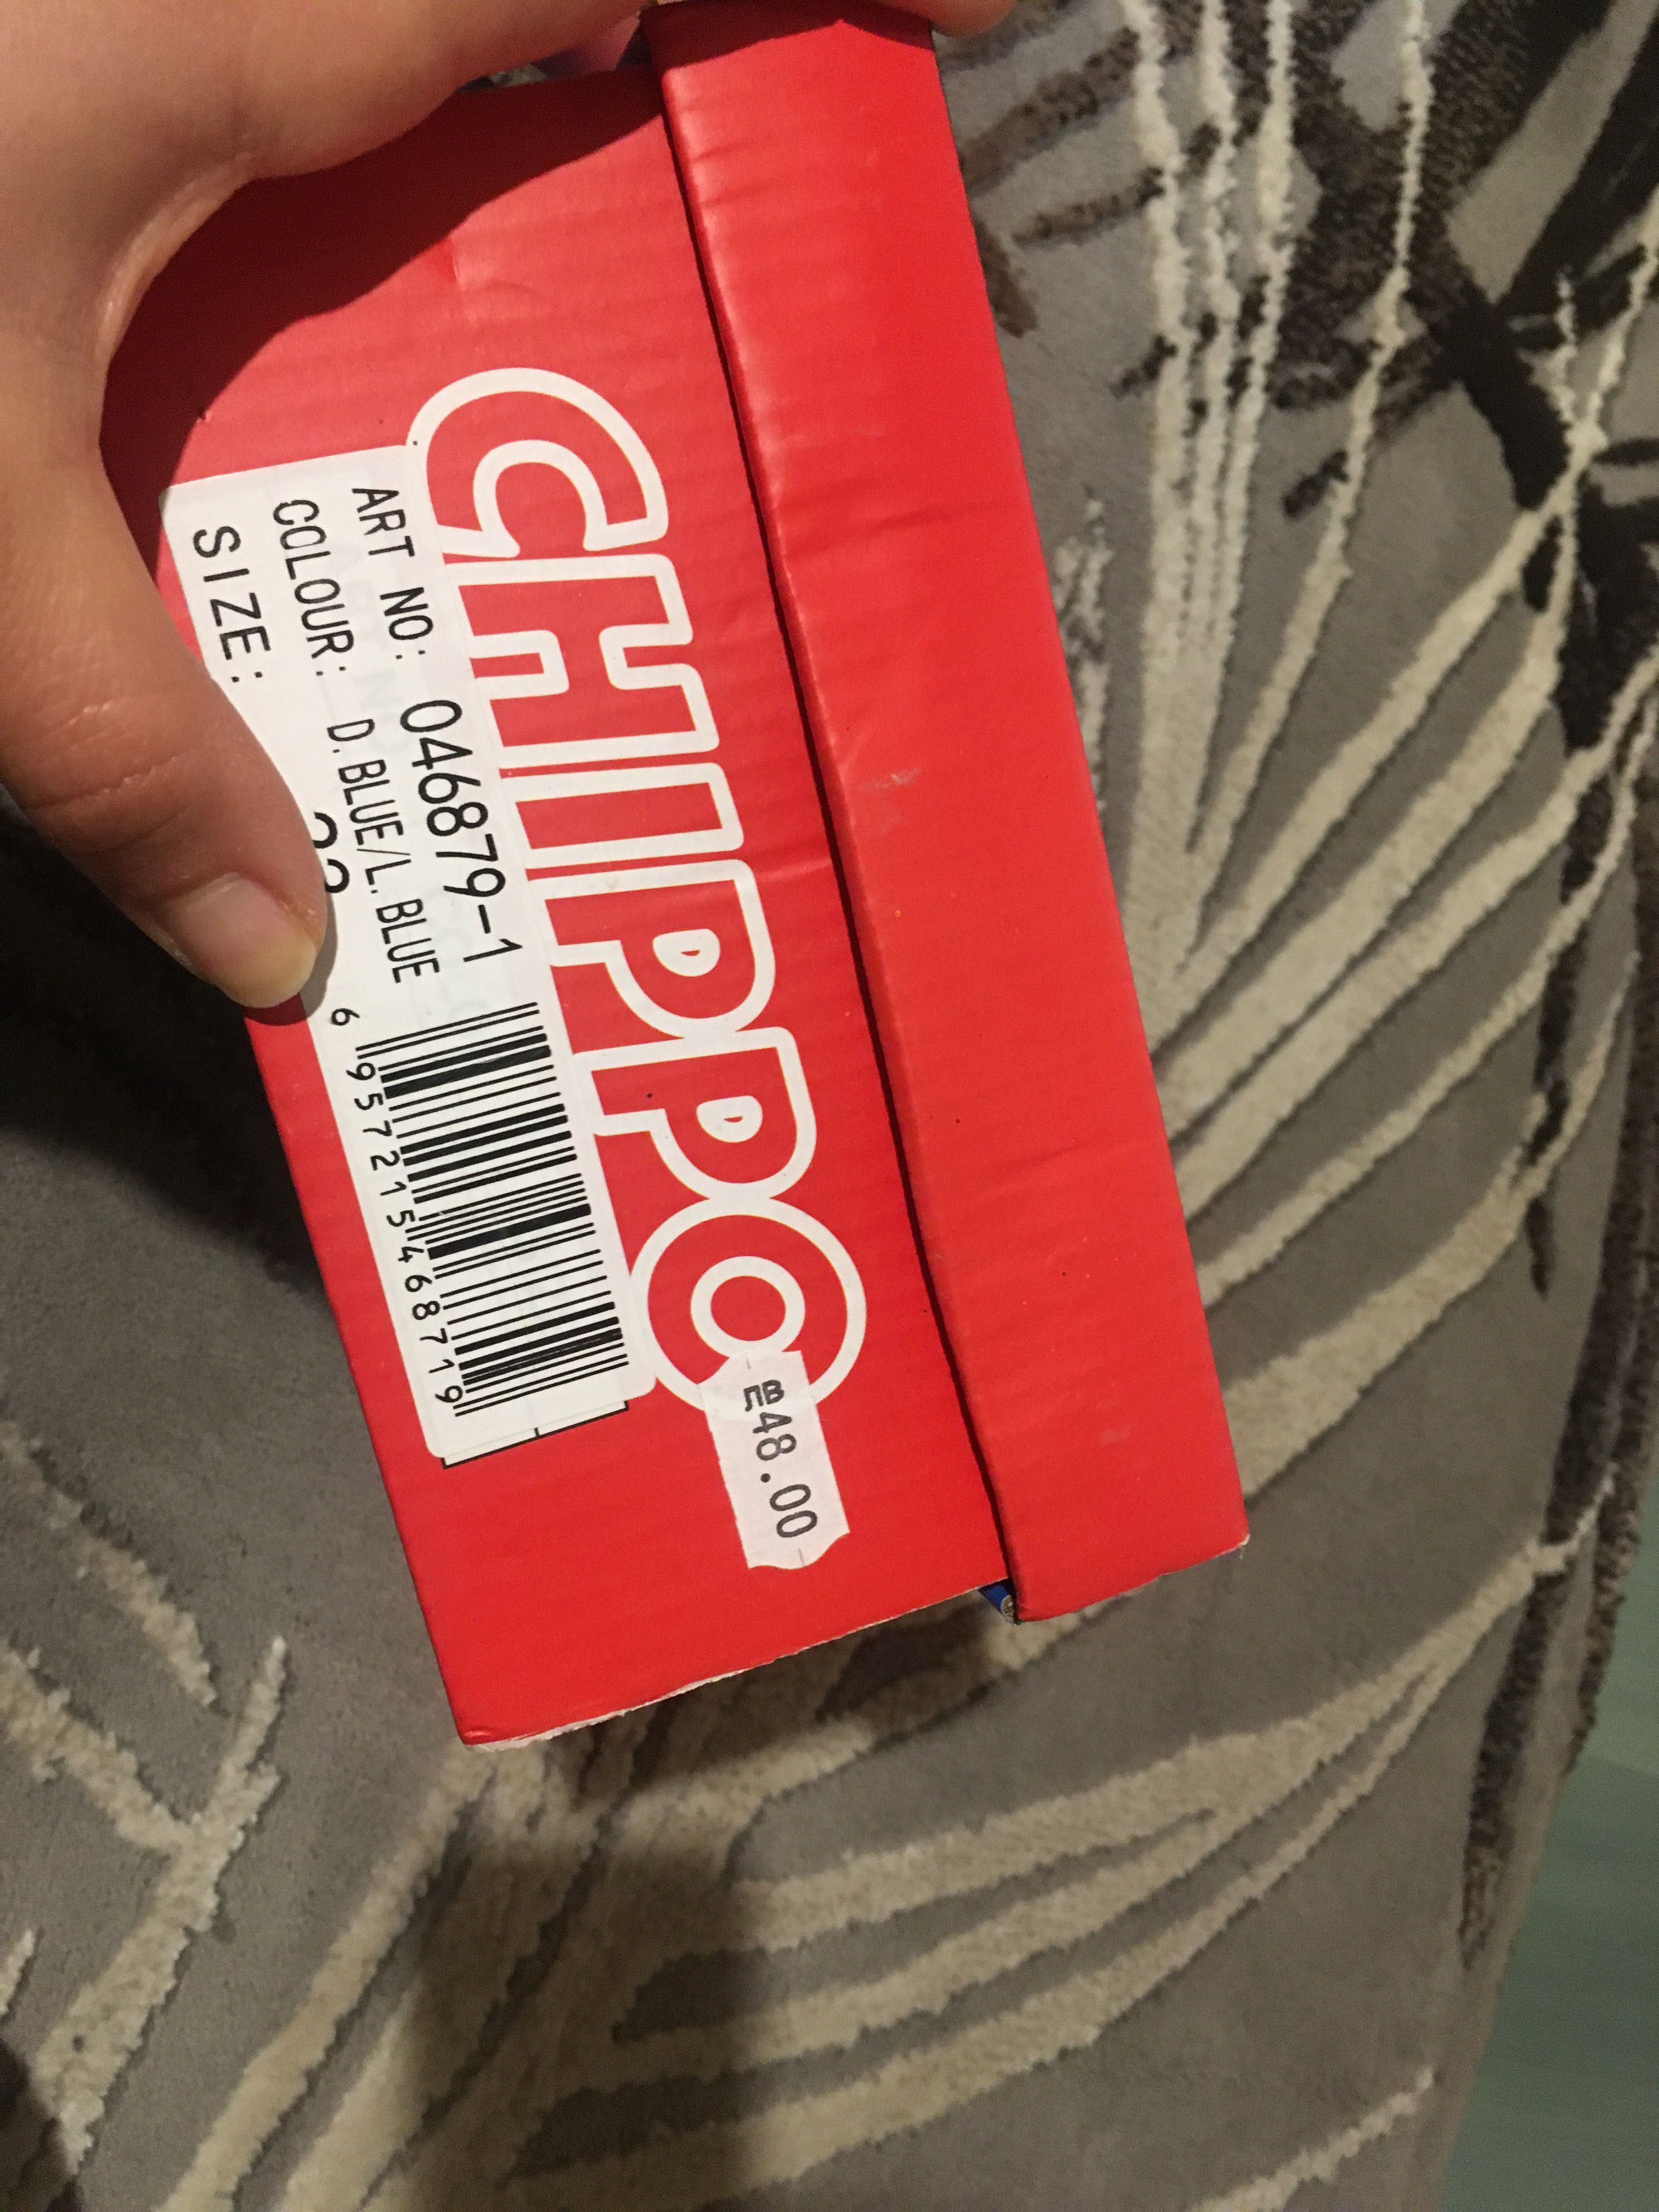 CHIPPO
ART NO: 046879-1
COLOUR: D. BLUE/L. BLUE
SIZE:
6 957215 468719
лв48.00